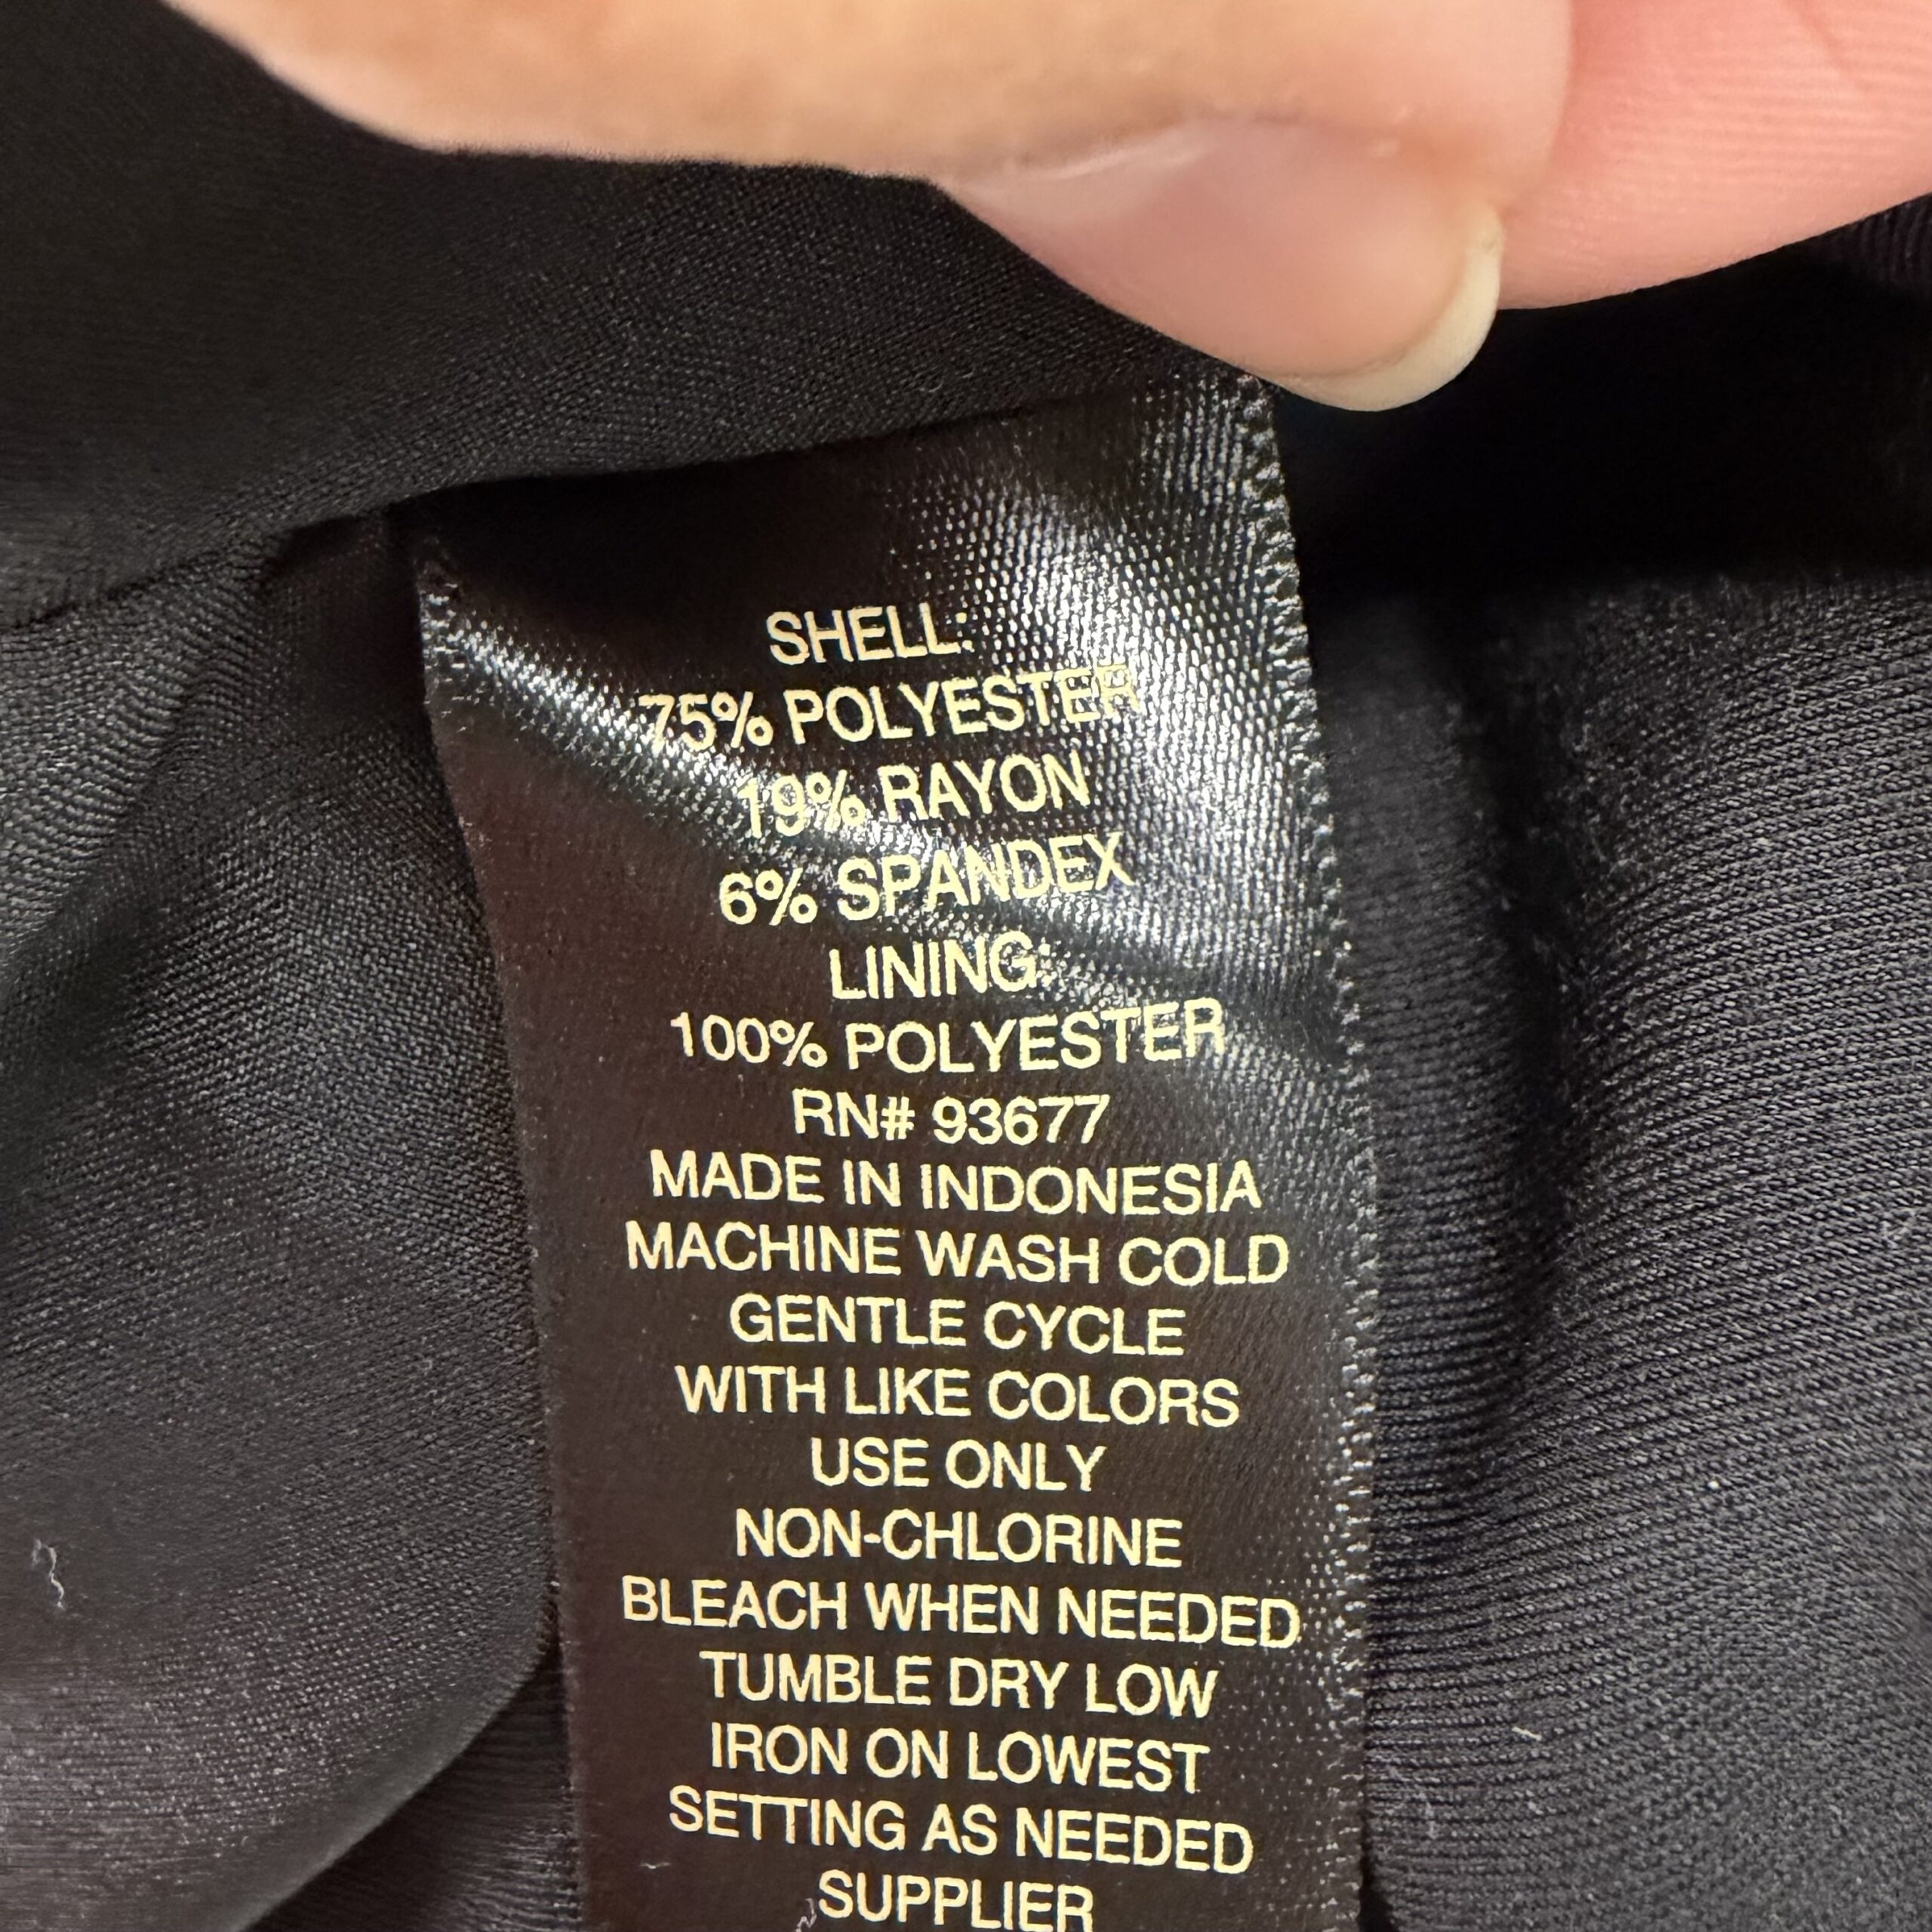 SHELL:
75% POLYESTER
19% RAYON
6% SPANDEX
LINING:
100% POLYESTER
RN# 93677
MADE IN INDONESIA
MACHINE WASH COLD
GENTLE CYCLE
WITH LIKE COLORS
USE ONLY
NON-CHLORINE
BLEACH WHEN NEEDED
TUMBLE DRY LOW
IRON ON LOWEST
SETTING AS NEEDED
SUPPLIER